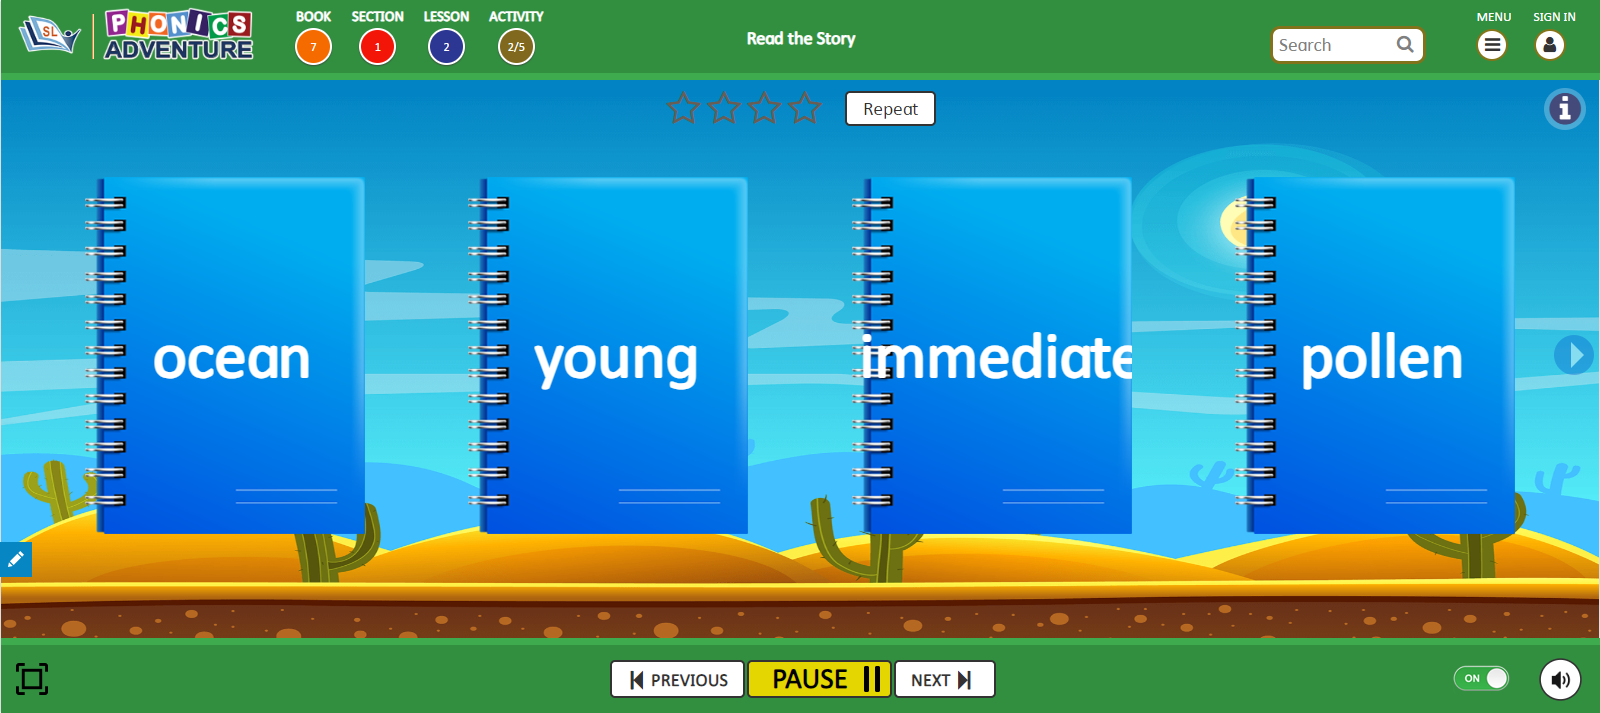 SL PHONICS ADVENTURE
BOOK SECTION LESSON ACTIVITY
7 1 2 2/5
Read the Story
Search
MENU SIGN IN
Repeat
ocean young immediate pollen
PREVIOUS PAUSE NEXT
ON